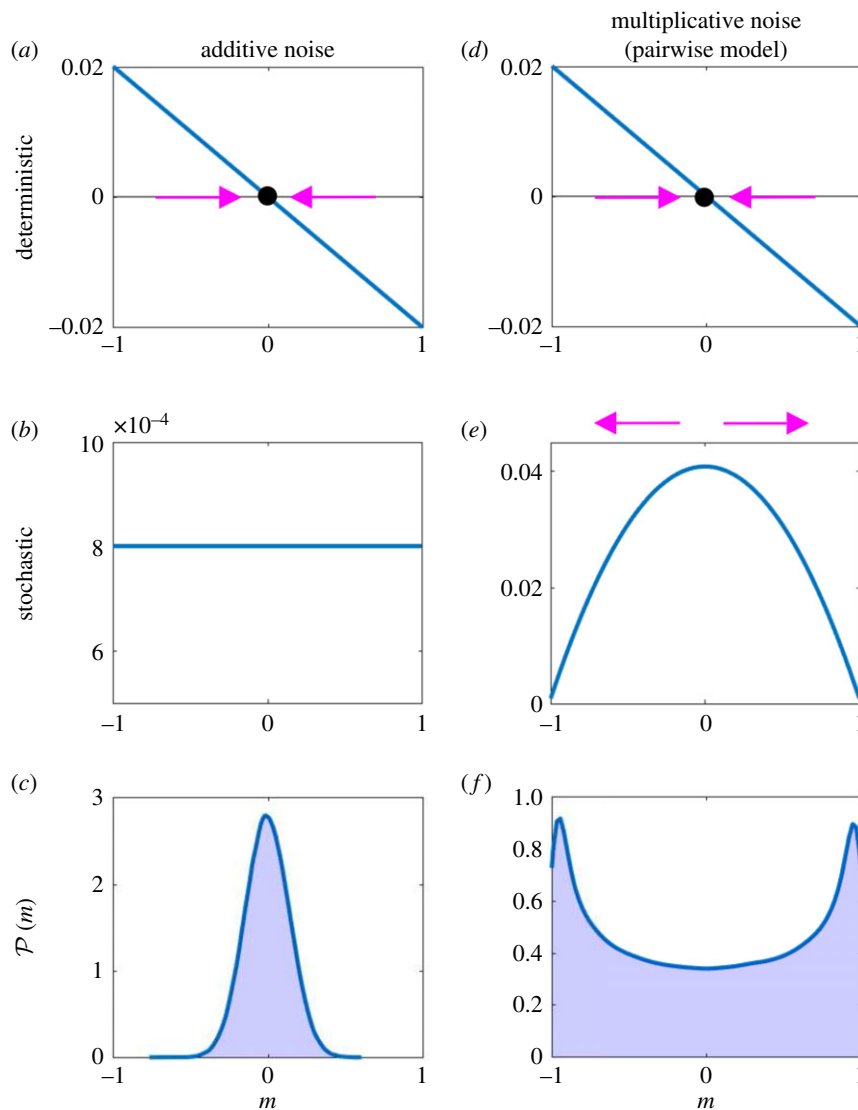 (a)
additive noise
0.02
0
–0.02
–1
0
1
deterministic
(d)
multiplicative noise
(pairwise model)
0.02
0
–0.02
–1
0
1
(b)
×10–4
10
8
6
–1
0
1
stochastic
(e)
0.04
0.02
0
–1
0
1
(c)
3
2
1
0
–1
0
1
𝒫 (m)
m
(f)
1.0
0.8
0.6
0.4
0.2
0
–1
0
1
m